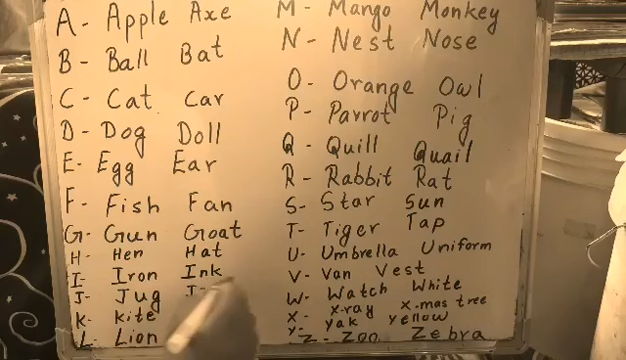 A- Apple Axe
B- Ball Bat
C- Cat Car
D- Dog Doll
E- Egg Ear
F- Fish Fan
G- Gun Goat
H- Hen Hat
I- Iron Ink
J- Jug J
K- Kite
L- Lion
M- Mango Monkey
N- Nest Nose
O- Orange Owl
P- Parrot Pig
Q- Quill Quail
R- Rabbit Rat
S- Star Sun
T- Tiger Tap
U- Umbrella Uniform
V- Van Vest
W- Watch White
X- X-ray X-mas tree
Y- yak yellow
Z- Zoo Zebra